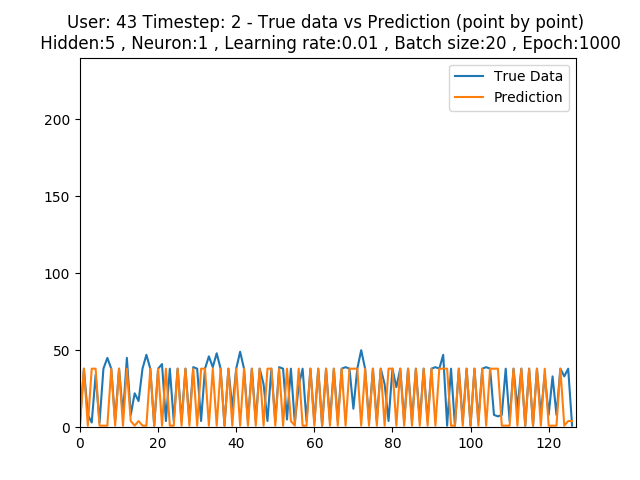 User: 43 Timestep: 2 - True data vs Prediction (point by point)
Hidden:5 , Neuron:1 , Learning rate:0.01 , Batch size:20 , Epoch:1000
True Data
Prediction
200
150
100
50
0
0 20 40 60 80 100 120